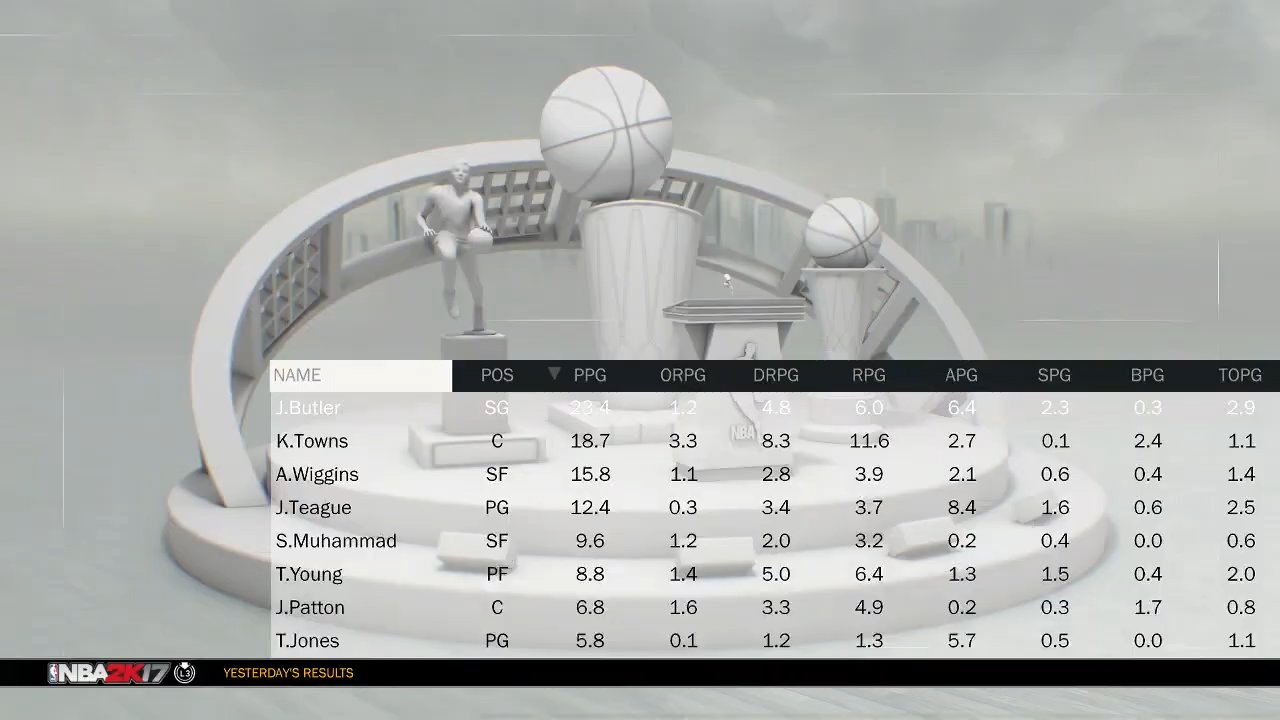 NAME POS PPG ORPG DRPG RPG APG SPG BPG TOPG
J.Butler SG 23.4 1.2 4.8 6.0 6.4 2.3 0.3 2.9
K.Towns C 18.7 3.3 8.3 11.6 2.7 0.1 2.4 1.1
A.Wiggins SF 15.8 1.1 2.8 3.9 2.1 0.6 0.4 1.4
NBA
J.Teague PG 12.4 0.3 3.4 3.7 8.4 1.6 0.6 2.5
S.Muhammad SF 9.6 1.2 2.0 3.2 0.2 0.4 0.0 0.6
T.Young PF 8.8 1.4 5.0 6.4 1.3 1.5 0.4 2.0
J.Patton C 6.8 1.6 3.3 4.9 0.2 0.3 1.7 0.8
T.Jones PG 5.8 0.1 1.2 1.3 5.7 0.5 0.0 1.1
NBA2K17 L3 YESTERDAY'S RESULTS